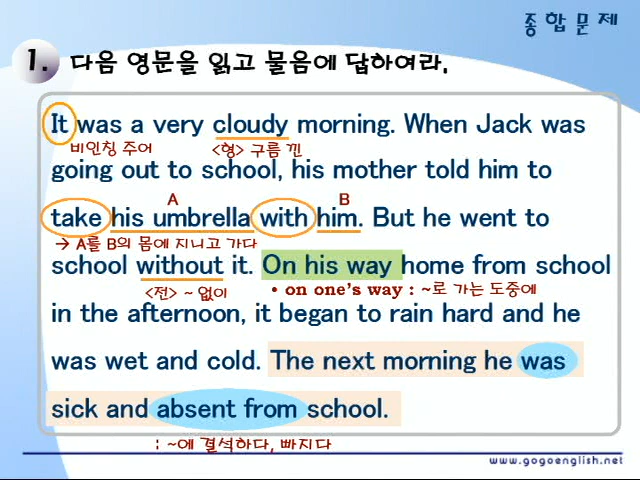 종합문제
1. 다음 영문을 읽고 물음에 답하여라.
It was a very cloudy morning. When Jack was
비인칭 주어 <형> 구름 낀
going out to school, his mother told him to
A B
take his umbrella with him. But he went to
→ A를 B의 몸에 지니고 가다
school without it. On his way home from school
<전> ~ 없이 • on one's way : ~로 가는 도중에
in the afternoon, it began to rain hard and he
was wet and cold. The next morning he was
sick and absent from school.
: ~에 결석하다, 빠지다
www.gogoenglish.net